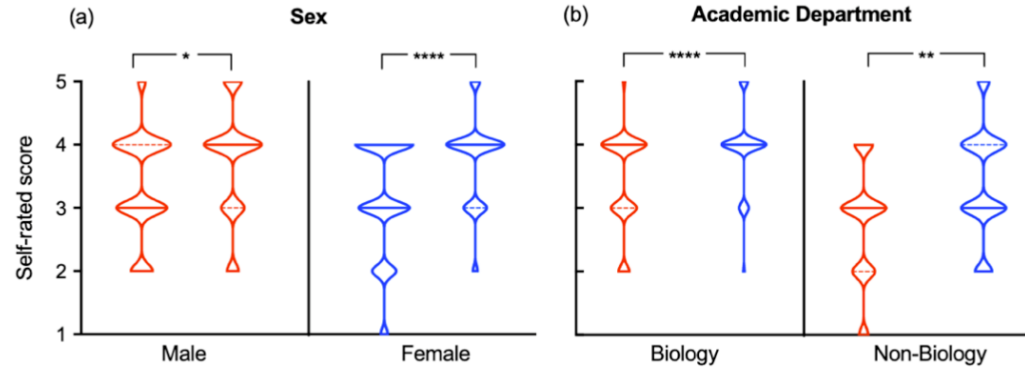 (a) Sex
(b) Academic Department
* **** **** **
Self-rated score
5
4
3
2
1
Male Female Biology Non-Biology